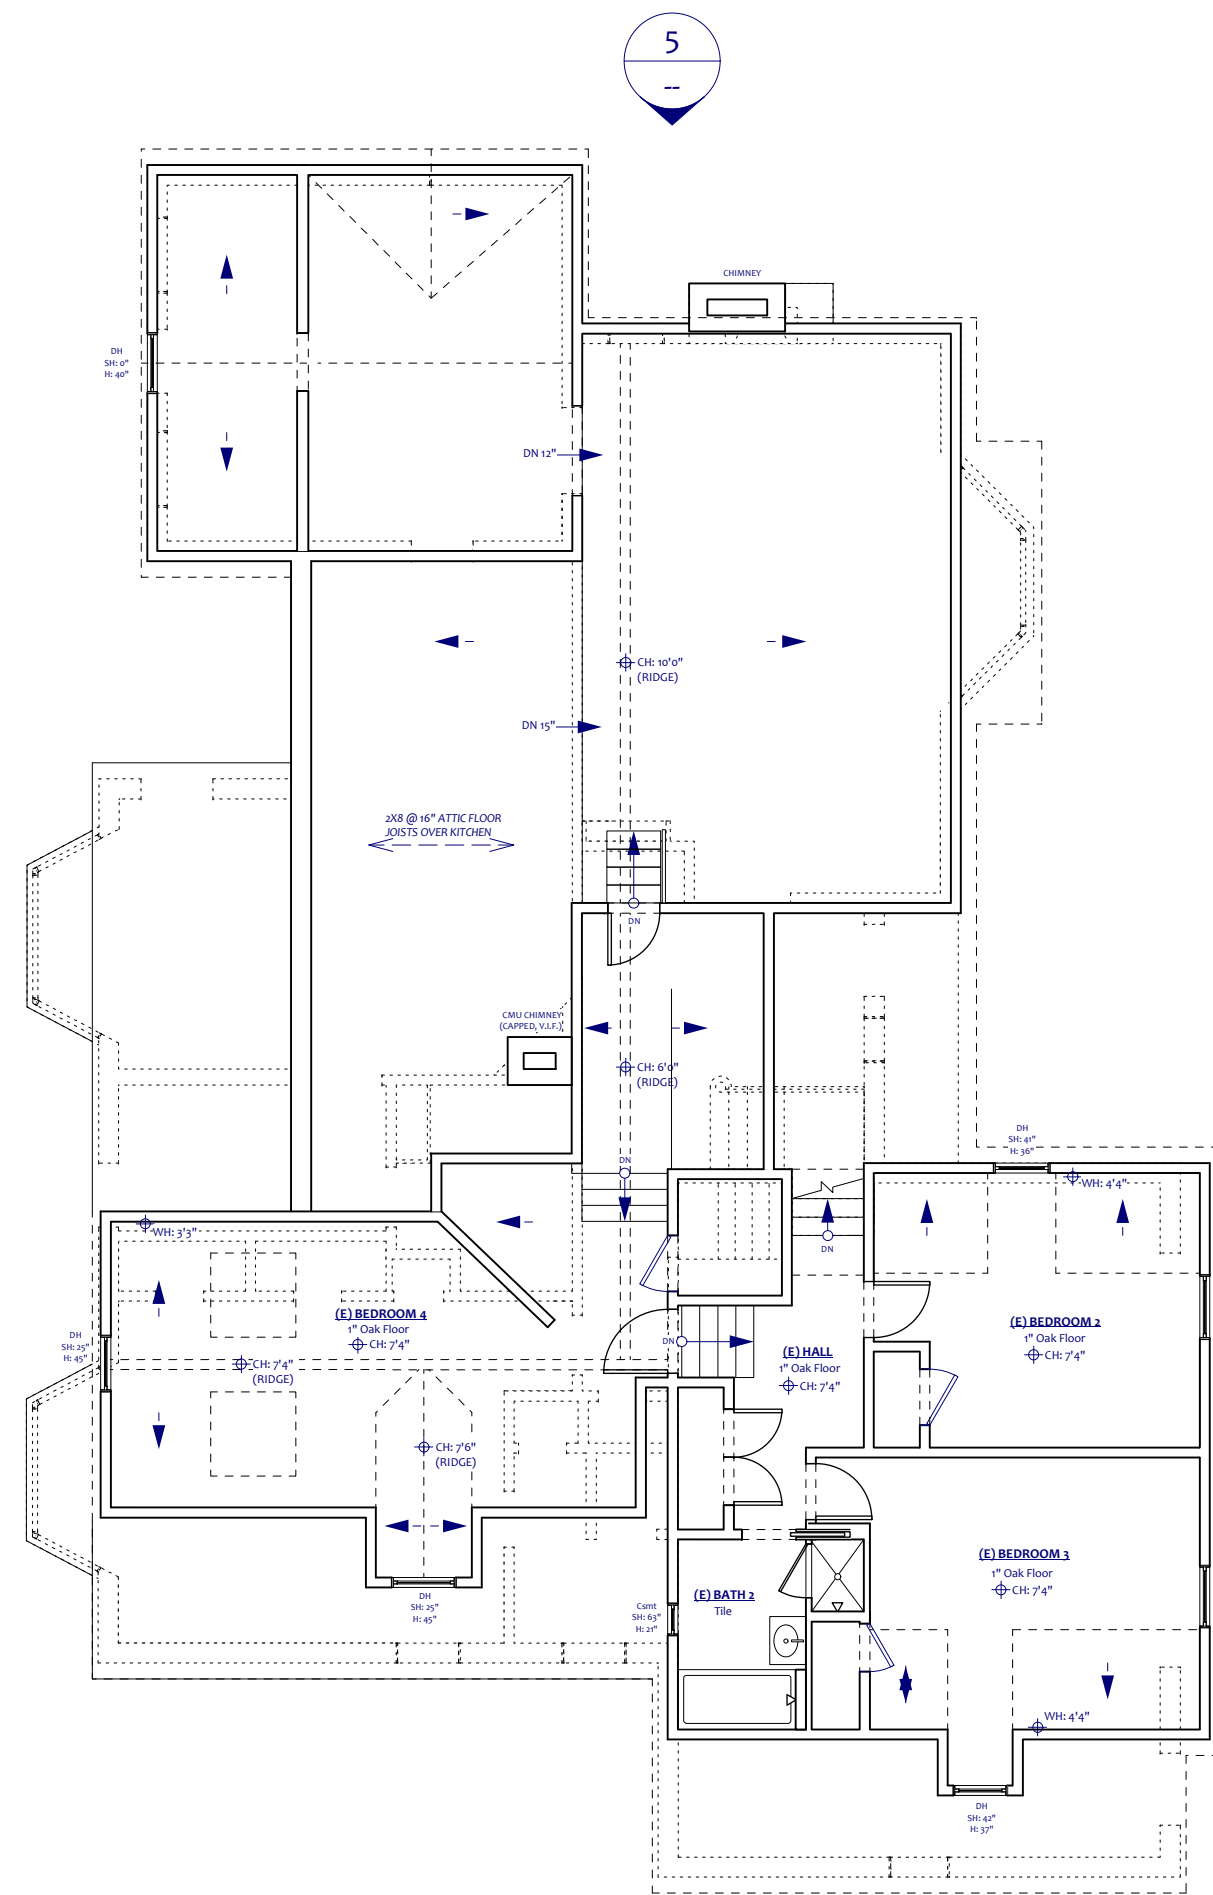 5
--
CHIMNEY
DH
SH: 0"
H: 40"
DN 12"
CH: 10'0"
(RIDGE)
DN 15"
2X8 @ 16" ATTIC FLOOR
JOISTS OVER KITCHEN
DN
CMU CHIMNEY
(CAPPED, V.I.F.)
CH: 6'0"
(RIDGE)
DN
DH
SH: 41"
H: 36"
WH: 4'4"
WH: 3'3"
DN
(E) BEDROOM 4
1" Oak Floor
CH: 7'4"
DH
SH: 25"
H: 45"
CH: 7'4"
(RIDGE)
DN
(E) HALL
1" Oak Floor
CH: 7'4"
(E) BEDROOM 2
1" Oak Floor
CH: 7'4"
CH: 7'6"
(RIDGE)
(E) BEDROOM 3
1" Oak Floor
CH: 7'4"
DH
SH: 25"
H: 45"
Csmt
SH: 63"
H: 21"
(E) BATH 2
Tile
WH: 4'4"
DH
SH: 42"
H: 37"